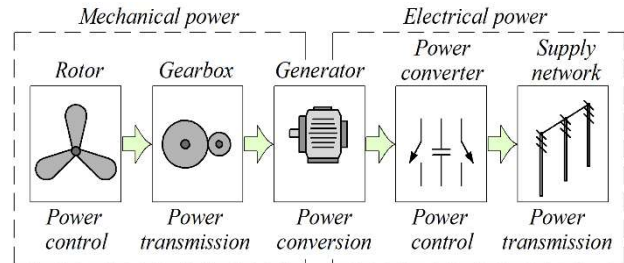 Mechanical power
Electrical power
Rotor
Gearbox
Generator
Power
converter
Supply
network
Power
control
Power
transmission
Power
conversion
Power
control
Power
transmission